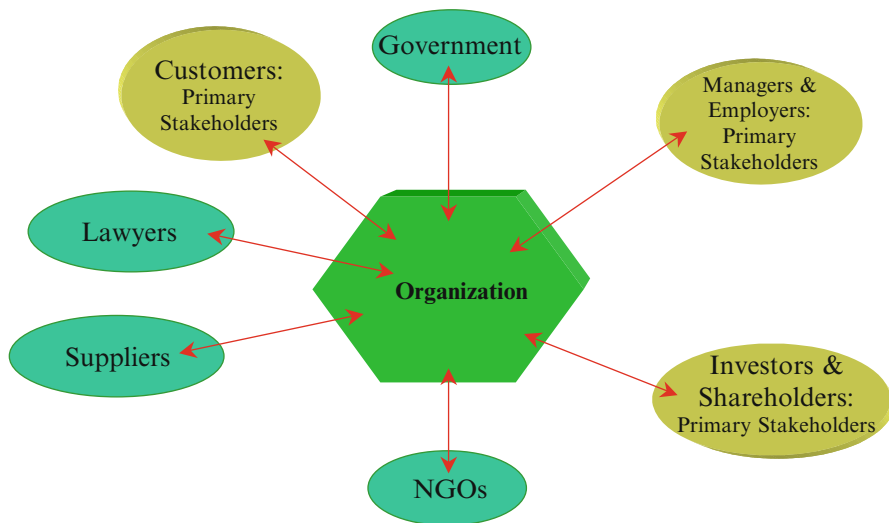 Government
Customers:
Primary
Stakeholders
Managers &
Employers:
Primary
Stakeholders
Lawyers
Organization
Suppliers
Investors &
Shareholders:
Primary Stakeholders
NGOs